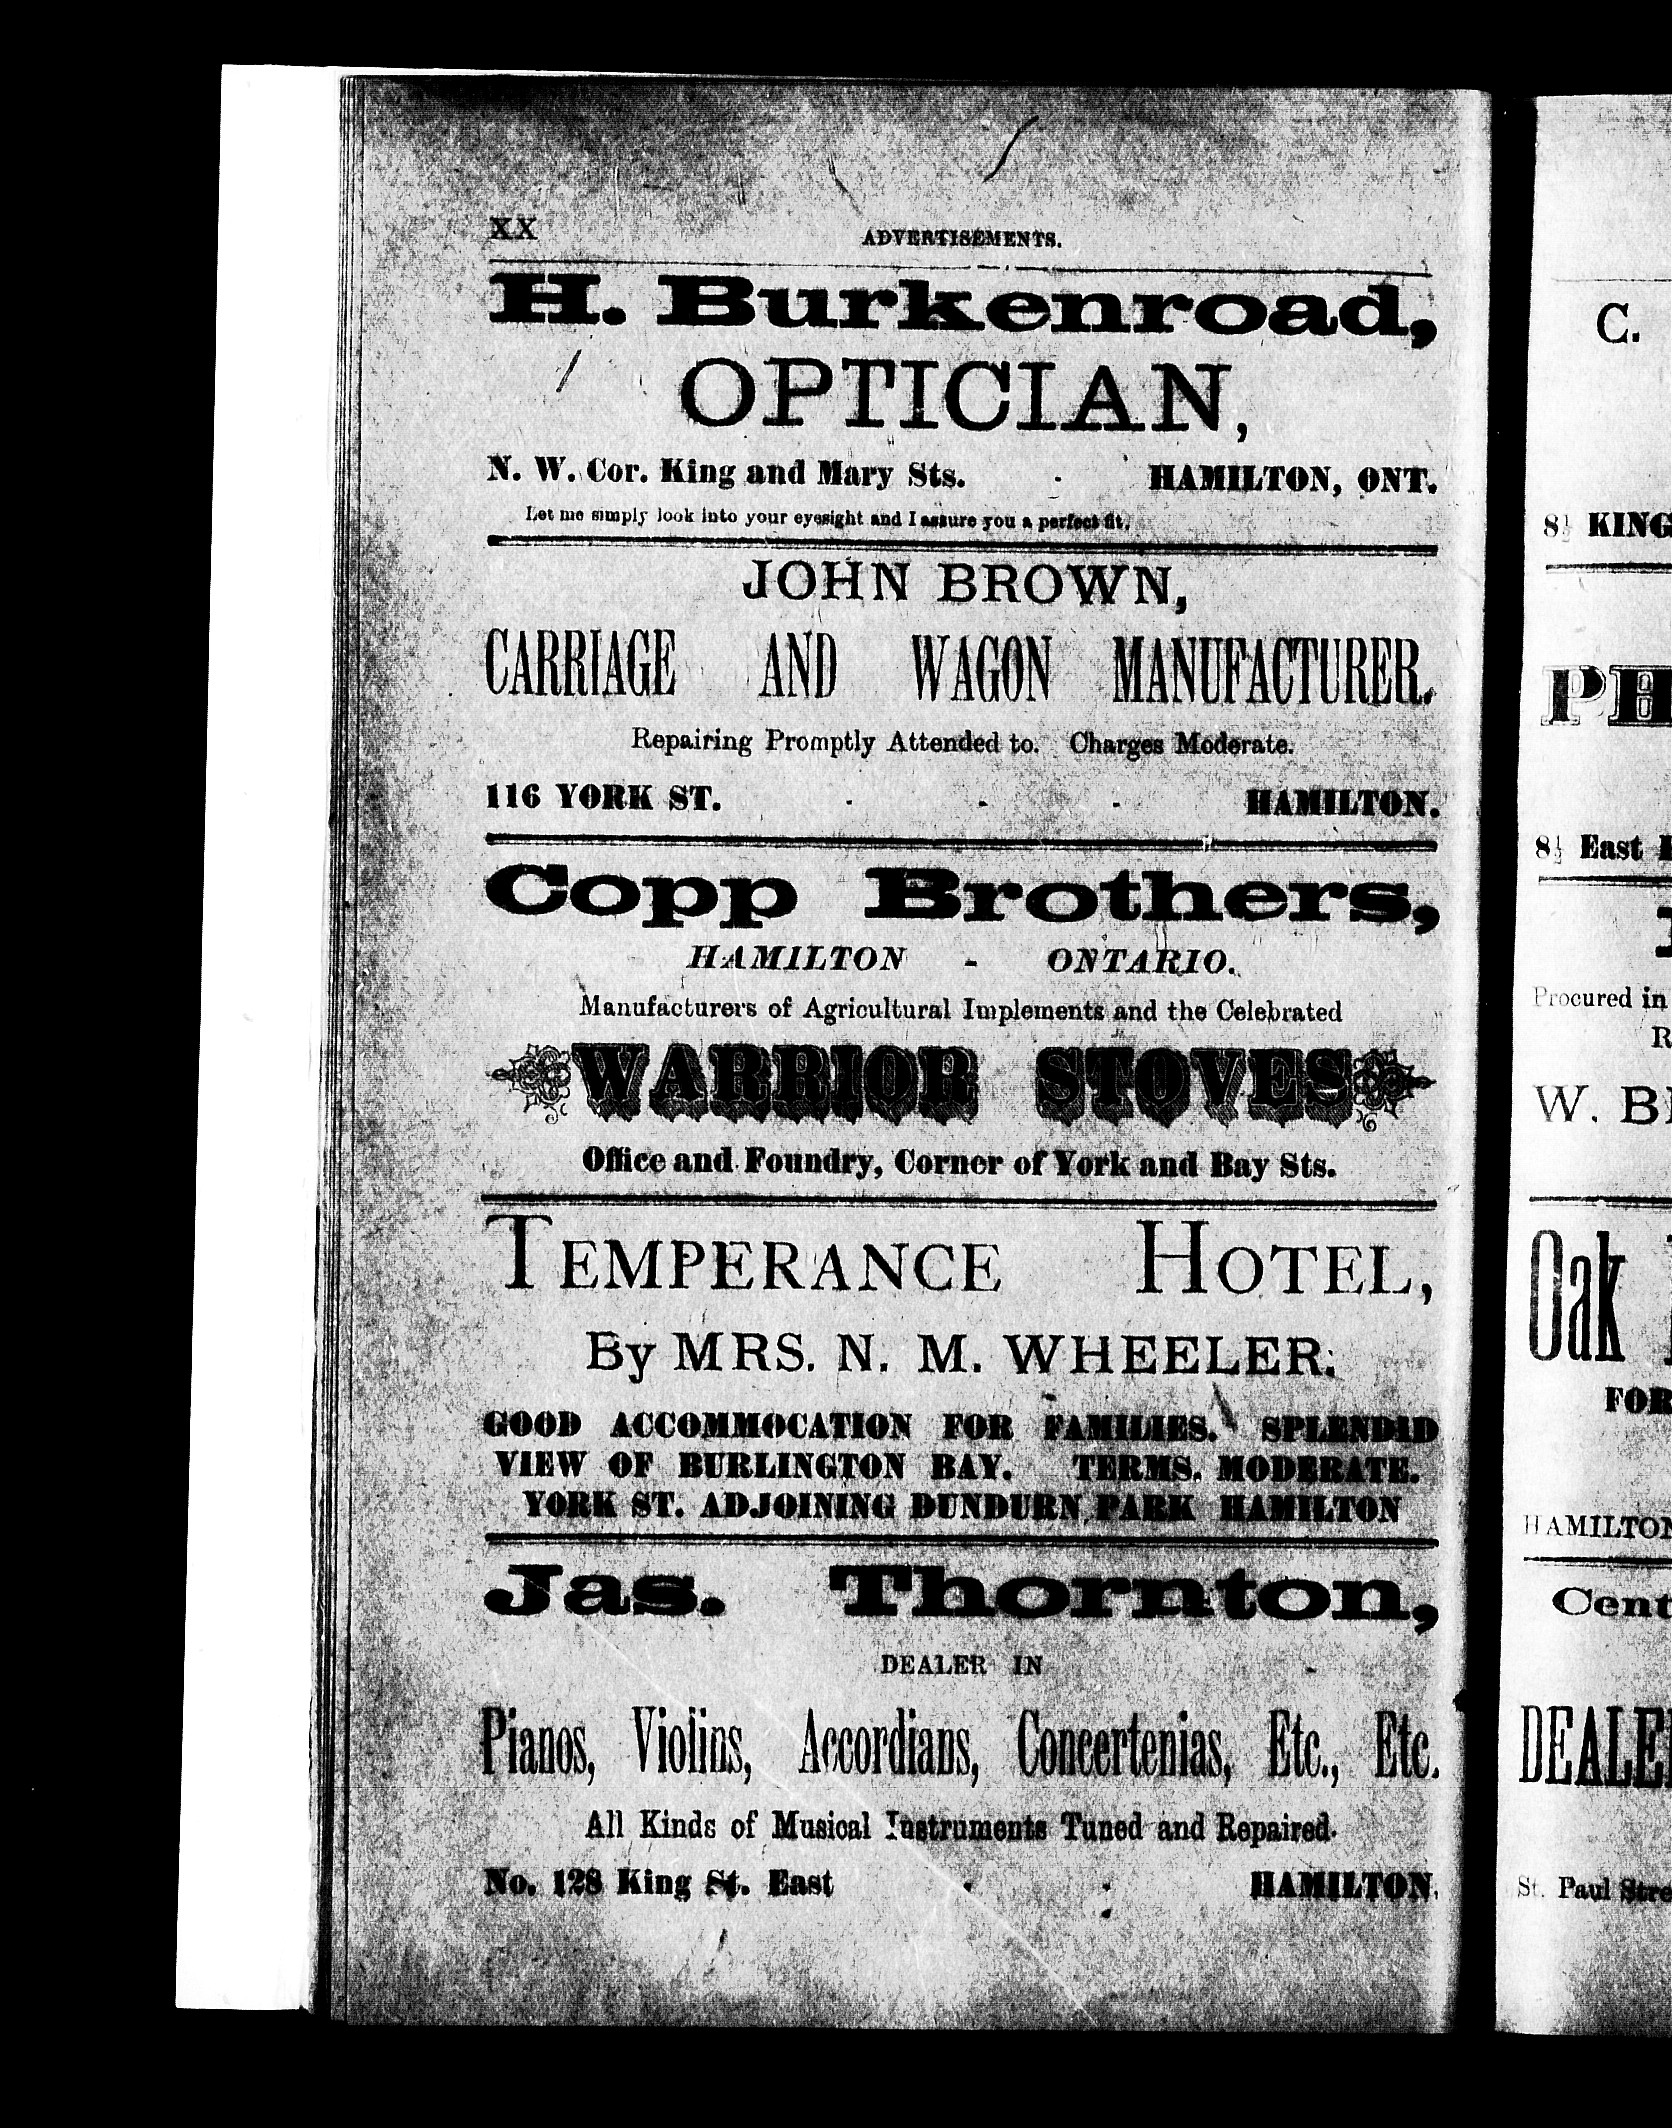 XX
ADVERTISEMENTS.
H. Burkenroad,
OPTICIAN,
N. W. Cor. King and Mary Sts. - HAMILTON, ONT.
Let me simply look into your eyesight and I assure you a perfect fit.
JOHN BROWN,
CARRIAGE AND WAGON MANUFACTURER.
Repairing Promptly Attended to. Charges Moderate.
116 YORK ST. - - - HAMILTON.
Copp Brothers,
HAMILTON - ONTARIO.
Manufacturers of Agricultural Implements and the Celebrated
WARRIOR STOVES
Office and Foundry, Corner of York and Bay Sts.
TEMPERANCE HOTEL,
By MRS. N. M. WHEELER.
GOOD ACCOMMOCATION FOR FAMILIES. SPLENDID
VIEW OF BURLINGTON BAY. TERMS. MODERATE.
YORK ST. ADJOINING DUNDURN PARK HAMILTON
Jas. Thornton,
DEALER IN
Pianos, Violins, Accordians, Concertenias, Etc., Etc.
All Kinds of Musical Instruments Tuned and Repaired.
No. 128 King St. East - - HAMILTON.
C.
8½ KING
PH
8½ East
Procured in
R
W. B
Oak
FOR
HAMILTON
Cent
DEALE
St. Paul Stre